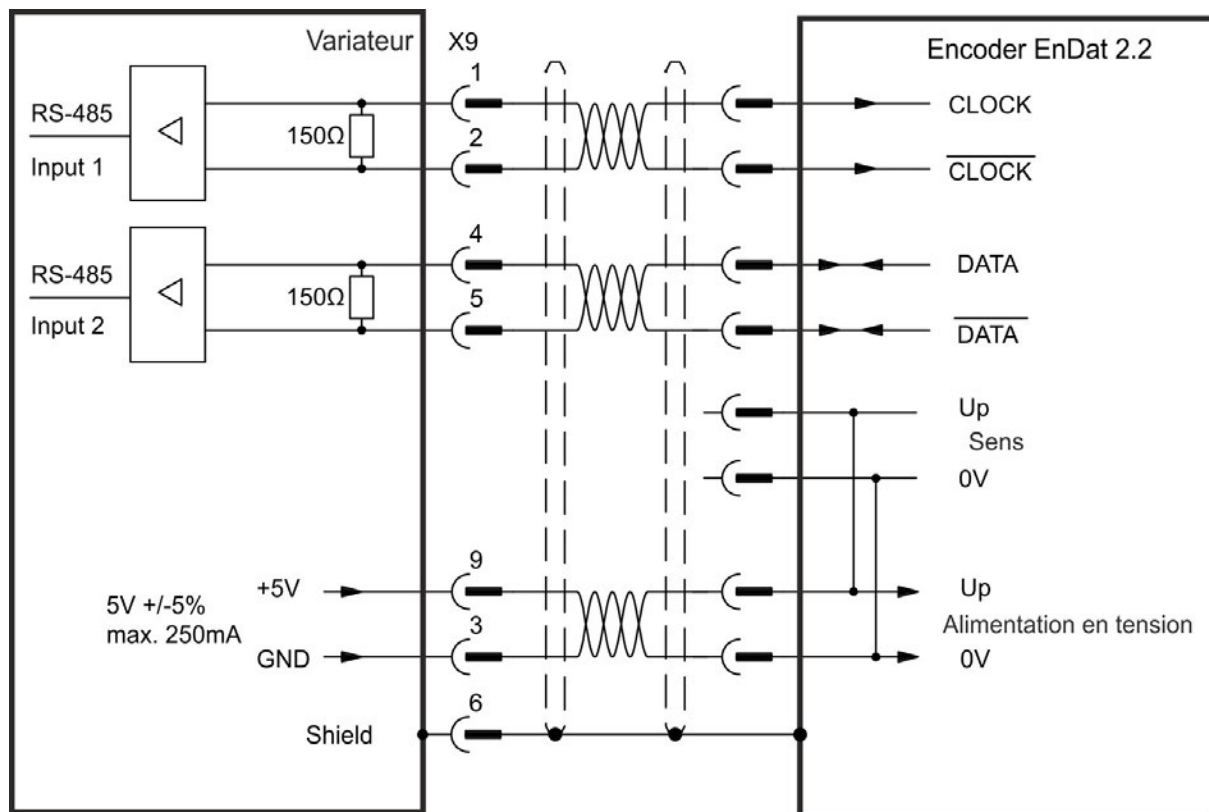 Variateur
X9
Encoder EnDat 2.2
1
CLOCK
RS-485
150Ω
2
Input 1
CLOCK
4
DATA
RS-485
150Ω
5
Input 2
DATA
Up
Sens
0V
9
+5V
Up
5V +/-5%
max. 250mA
3
Alimentation en tension
GND
0V
6
Shield